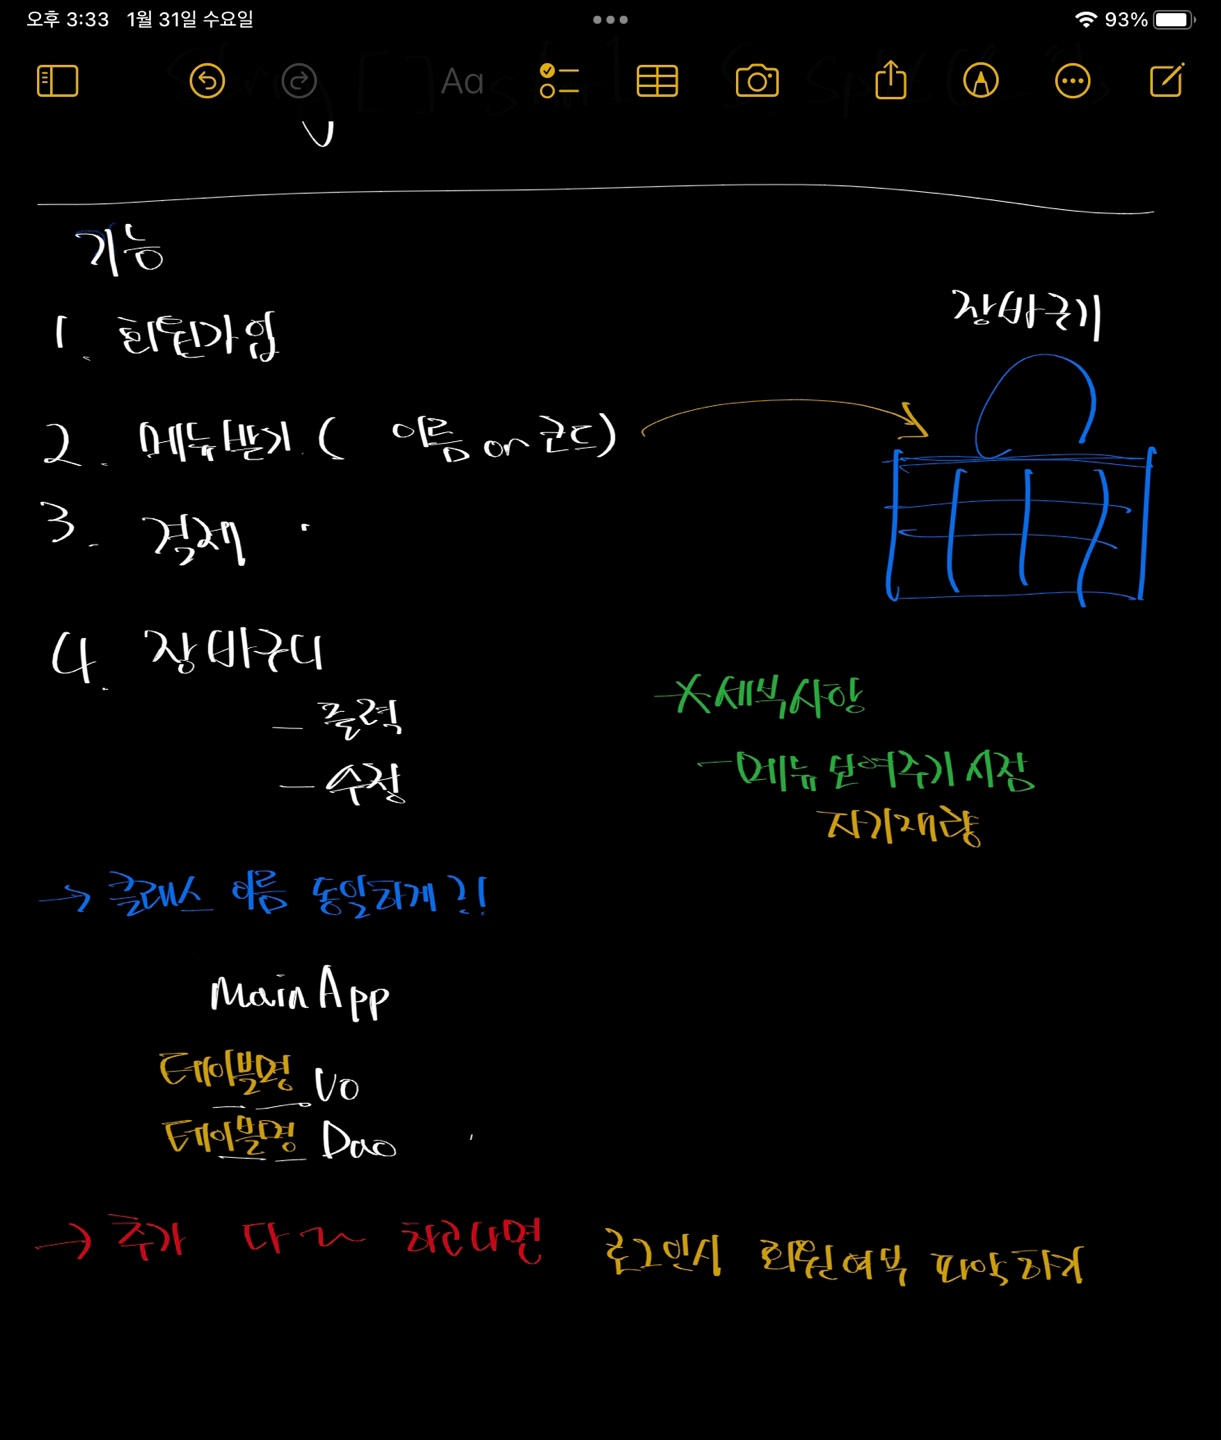 오후 3:33 1월 31일 수요일
93%
Aa
기능
장바구니
1. 회원가입
2. 메뉴받기 ( 이름 or 코드)
3. 결제
4. 장바구니
- 출력
- 수정
* 세부사항
- 메뉴 보여주기 시점
자기재량
→ 클래스 이름 동일하게?!
MainApp
테이블명 Vo
테이블명 Dao
→ 추가 다~ 하고나면 로그인시 회원여부 파악하자